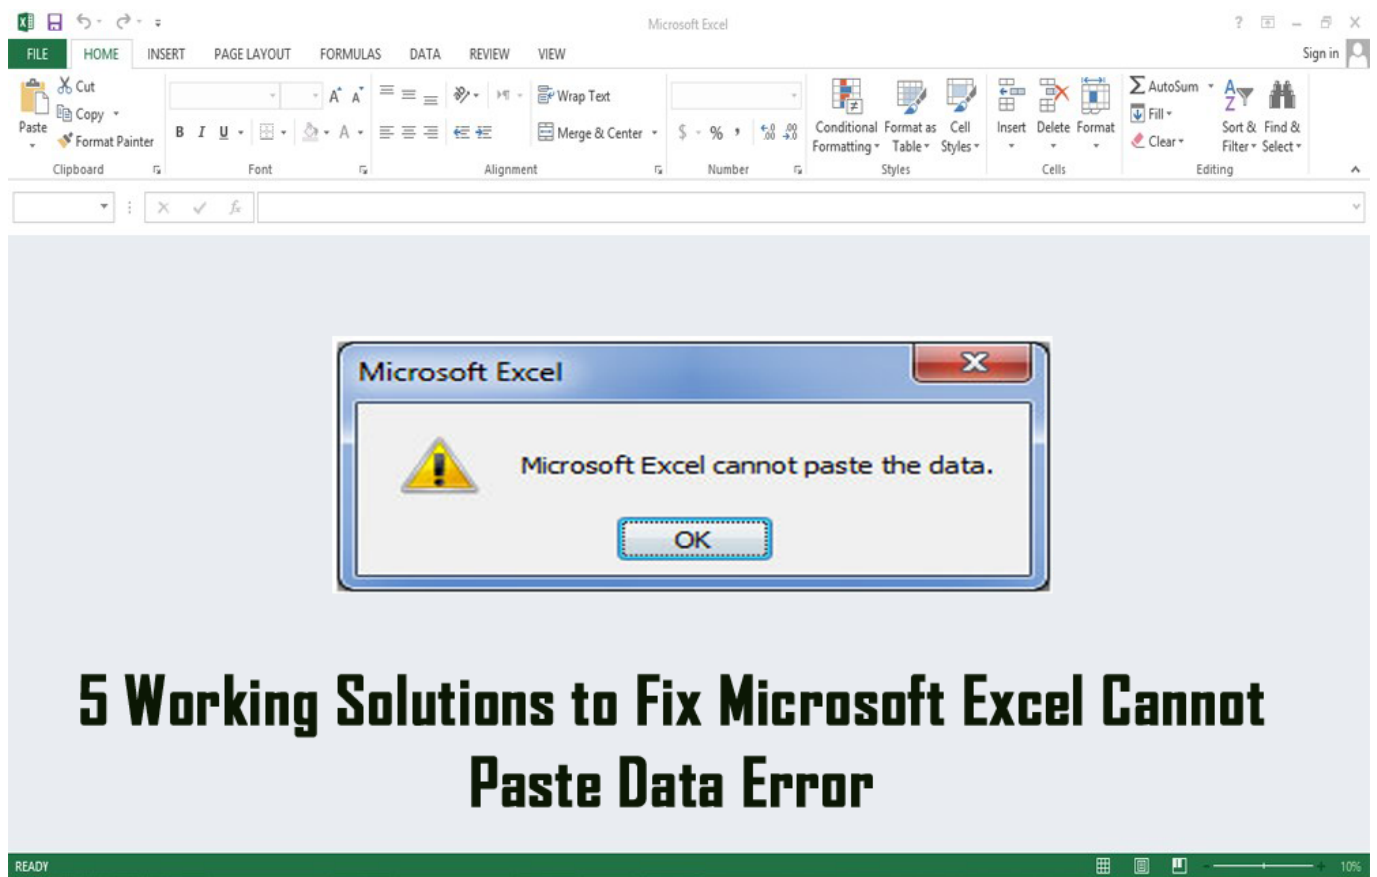 Microsoft Excel
FILE HOME INSERT PAGE LAYOUT FORMULAS DATA REVIEW VIEW Sign in
Paste
Cut
Copy
Format Painter
Clipboard
B I U
Font
Wrap Text
Merge & Center
Alignment
$ % ,
Number
Conditional Formatting
Format as Table
Cell Styles
Styles
Insert
Delete
Format
Cells
AutoSum
Fill
Clear
Sort & Filter
Find & Select
Editing
fx
Microsoft Excel
Microsoft Excel cannot paste the data.
OK
5 Working Solutions to Fix Microsoft Excel Cannot
Paste Data Error
READY
10%